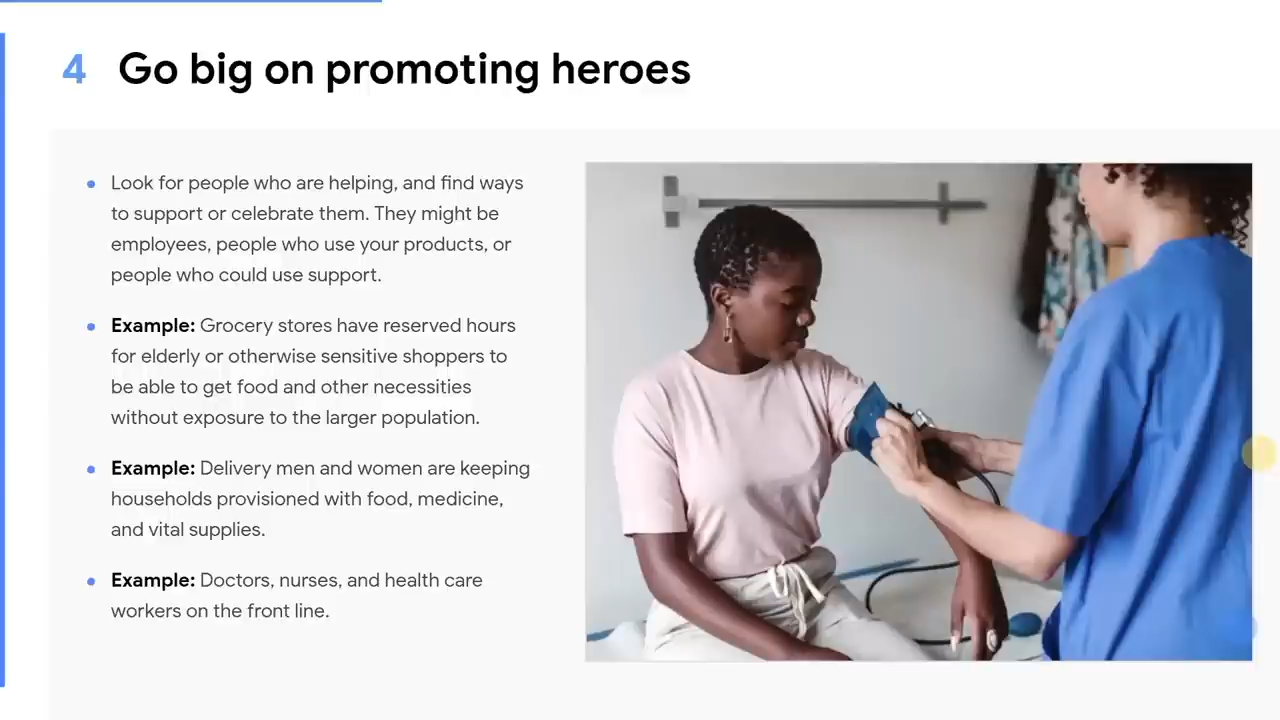 4 Go big on promoting heroes
Look for people who are helping, and find ways
to support or celebrate them. They might be
employees, people who use your products, or
people who could use support.
Example: Grocery stores have reserved hours
for elderly or otherwise sensitive shoppers to
be able to get food and other necessities
without exposure to the larger population.
Example: Delivery men and women are keeping
households provisioned with food, medicine,
and vital supplies.
Example: Doctors, nurses, and health care
workers on the front line.